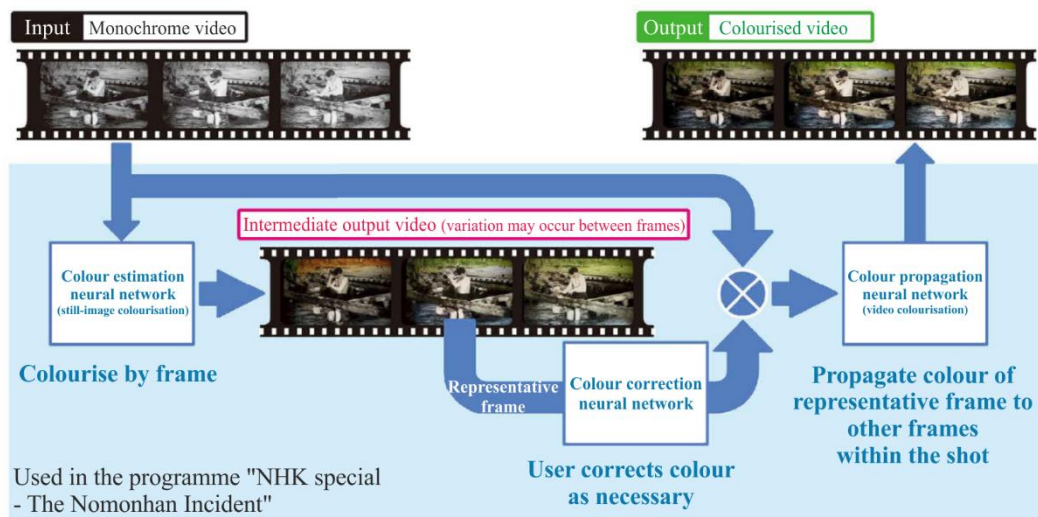 Input Monochrome video
Output Colourised video
Intermediate output video (variation may occur between frames)
Colour estimation
neural network
(still-image colourisation)
Colourise by frame
Representative
frame
Colour correction
neural network
User corrects colour
as necessary
Colour propagation
neural network
(video colourisation)
Propagate colour of
representative frame to
other frames
within the shot
Used in the programme "NHK special
- The Nomonhan Incident"